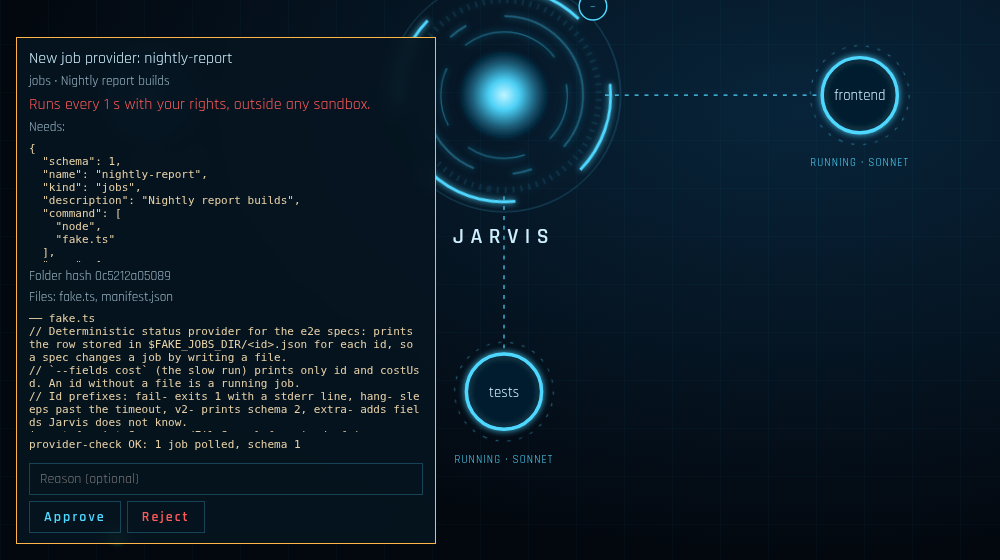 New job provider: nightly-report
jobs · Nightly report builds
Runs every 1 s with your rights, outside any sandbox.
Needs:
{
  "schema": 1,
  "name": "nightly-report",
  "kind": "jobs",
  "description": "Nightly report builds",
  "command": [
    "node",
    "fake.ts"
  ],
Folder hash 0c5212a05089
Files: fake.ts, manifest.json
── fake.ts
// Deterministic status provider for the e2e specs: prints
the row stored in $FAKE_JOBS_DIR/<id>.json for each id, so
a spec changes a job by writing a file.
// `--fields cost` (the slow run) prints only id and costUs
d. An id without a file is a running job.
// Id prefixes: fail- exits 1 with a stderr line, hang- sle
eps past the timeout, v2- prints schema 2, extra- adds fiel
ds Jarvis does not know.
provider-check OK: 1 job polled, schema 1
Reason (optional)
Approve
Reject
JARVIS
frontend
RUNNING · SONNET
tests
RUNNING · SONNET